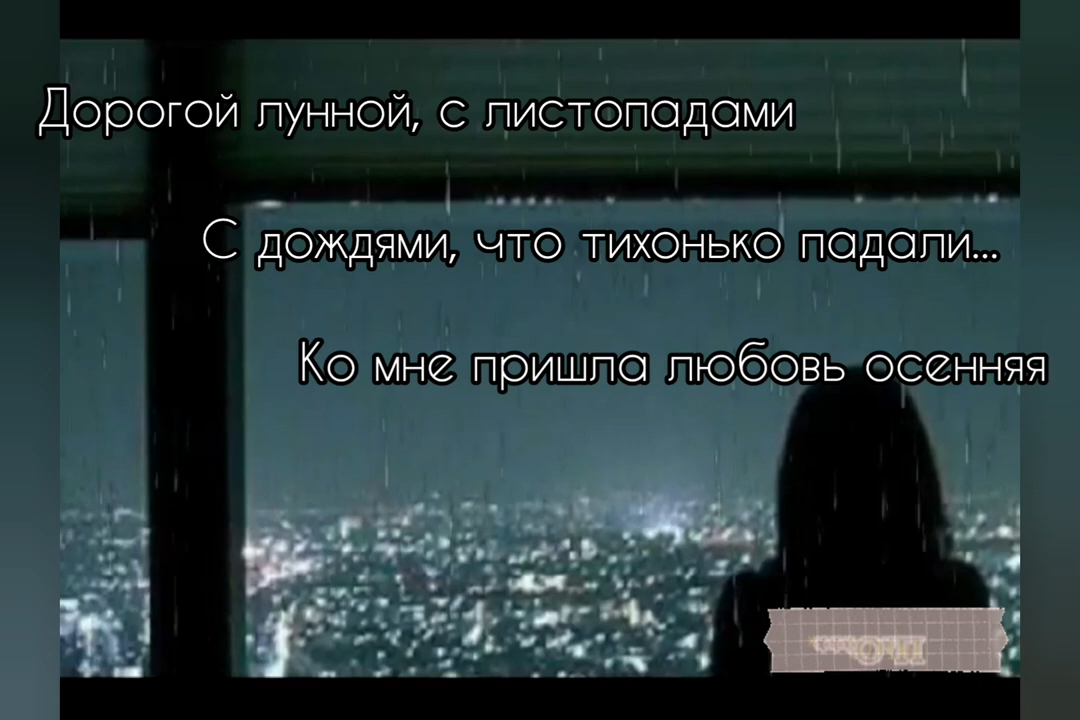 Дорогой лунной, с листопадами
С дождями, что тихонько падали...
Ко мне пришла любовь осенняя